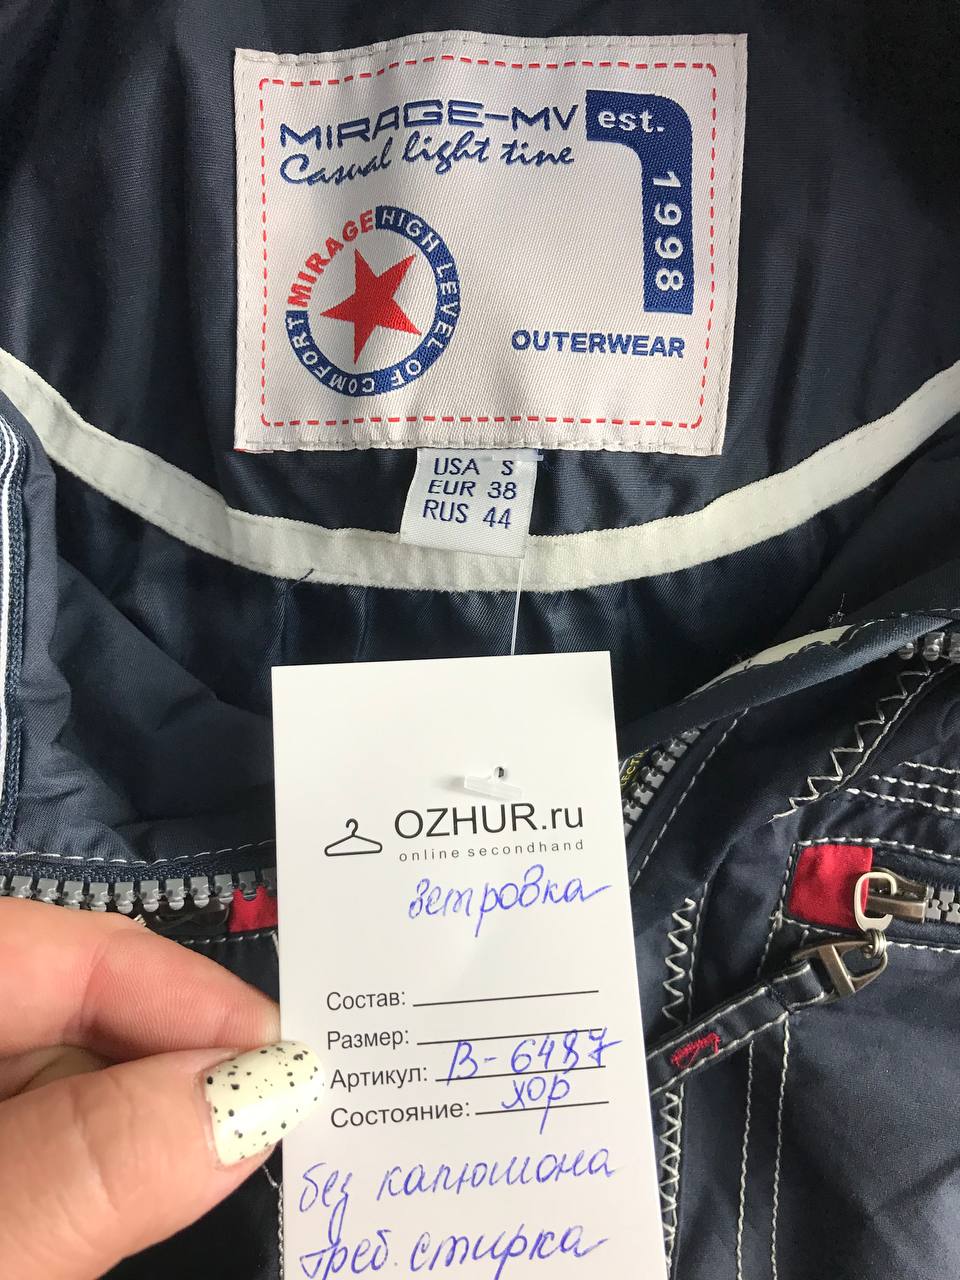 MIRAGE-MV
Casual light time
est. 1998
MIRAGE HIGH LEVEL OF COMFORT
OUTERWEAR
USA S
EUR 38
RUS 44
OZHUR.ru
online secondhand
ветровка
Состав:
Размер:
Артикул: В-6487
Состояние: хор
без капюшона
треб. стирка